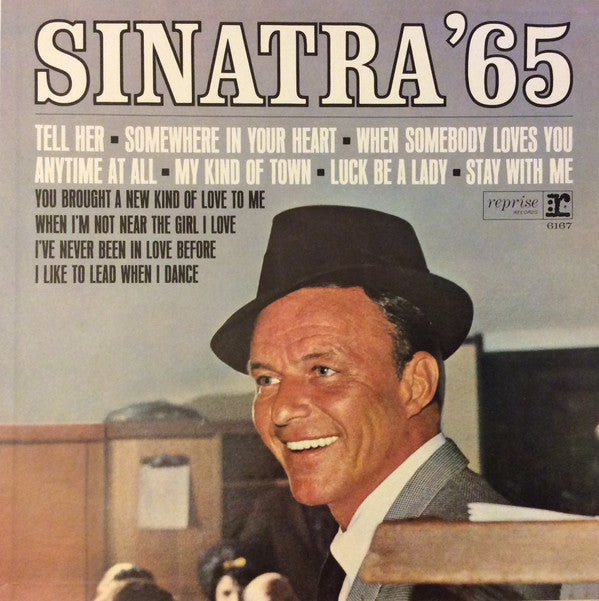 SINATRA '65
TELL HER ▪ SOMEWHERE IN YOUR HEART ▪ WHEN SOMEBODY LOVES YOU
ANYTIME AT ALL ▪ MY KIND OF TOWN ▪ LUCK BE A LADY ▪ STAY WITH ME
YOU BROUGHT A NEW KIND OF LOVE TO ME
WHEN I'M NOT NEAR THE GIRL I LOVE
I'VE NEVER BEEN IN LOVE BEFORE
I LIKE TO LEAD WHEN I DANCE
reprise
RECORDS
r
6167